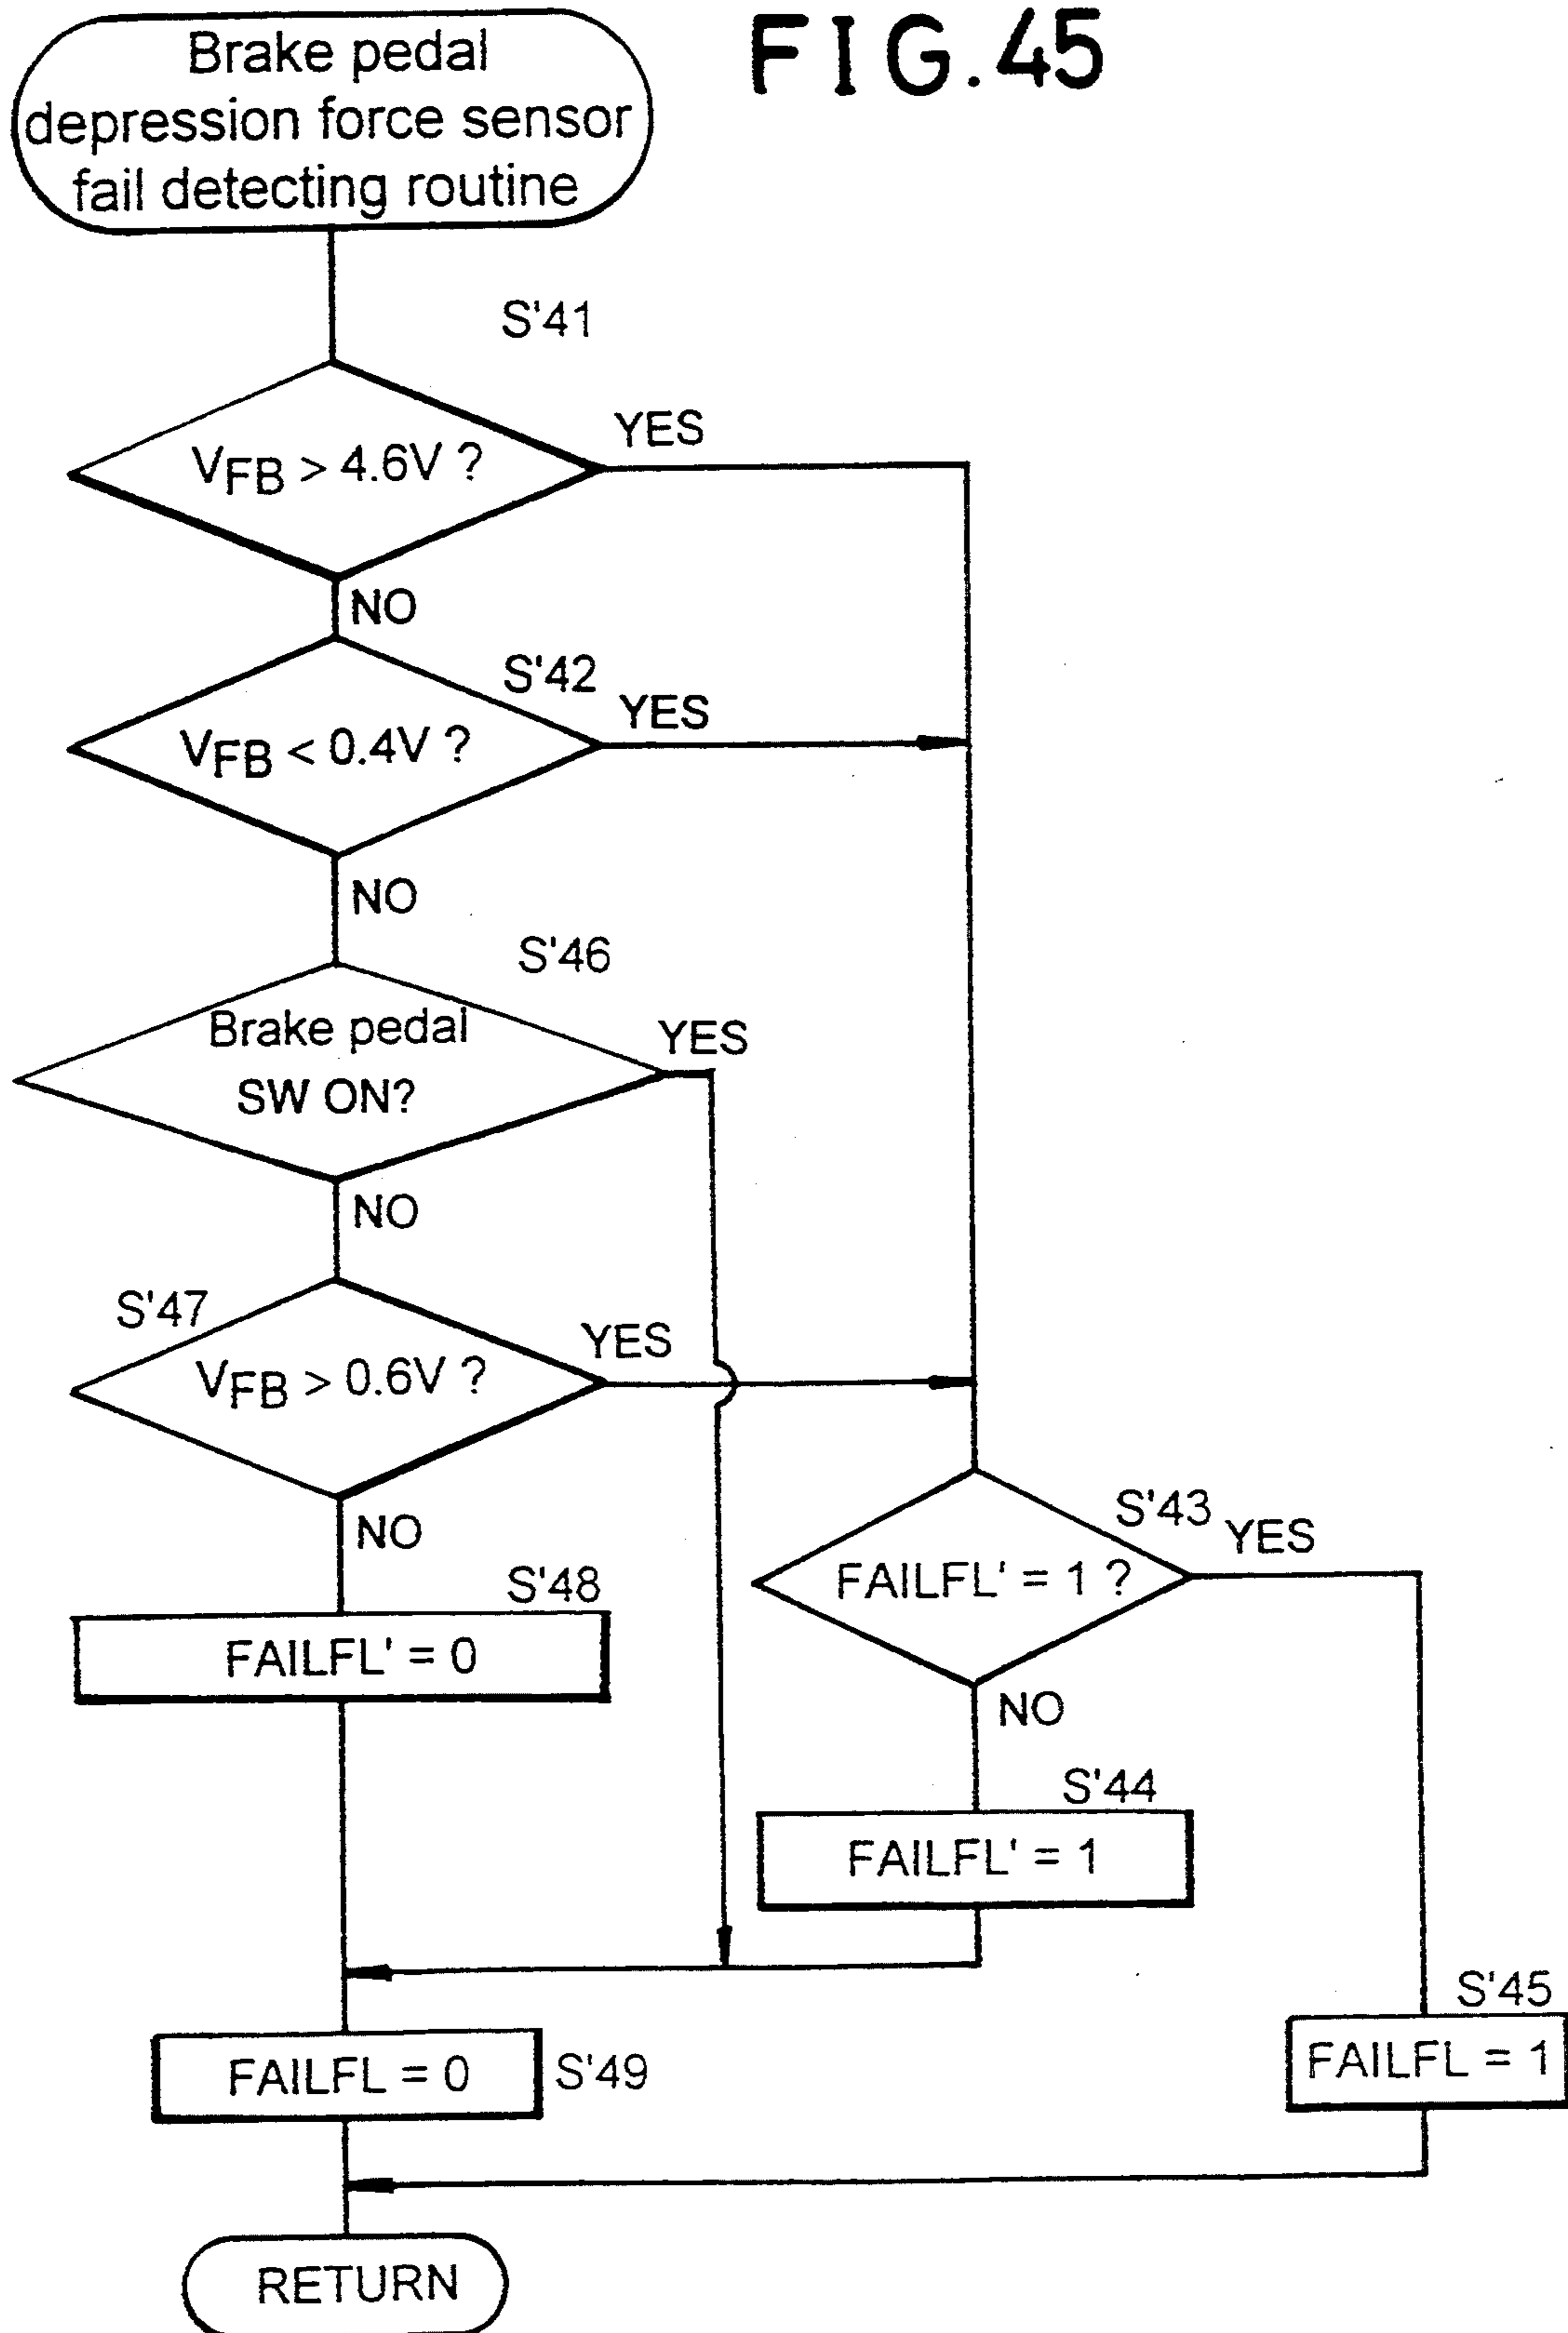 FIG.45
Brake pedal
depression force sensor
fail detecting routine
S'41
VFB > 4.6V ?
YES
NO
S'42
VFB < 0.4V ?
YES
NO
S'46
Brake pedal
SW ON?
YES
NO
S'47
VFB > 0.6V ?
YES
NO
S'43
FAILFL' = 1 ?
YES
NO
S'48
FAILFL' = 0
S'44
FAILFL' = 1
S'45
FAILFL = 1
FAILFL = 0
S'49
RETURN